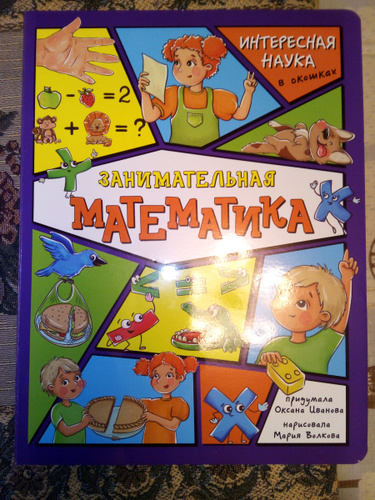 ИНТЕРЕСНАЯ
НАУКА
в окошках
- = 2
+ = ?
ЗАНИМАТЕЛЬНАЯ
МАТЕМАТИКА
придумала
Оксана Иванова
нарисовала
Мария Волкова